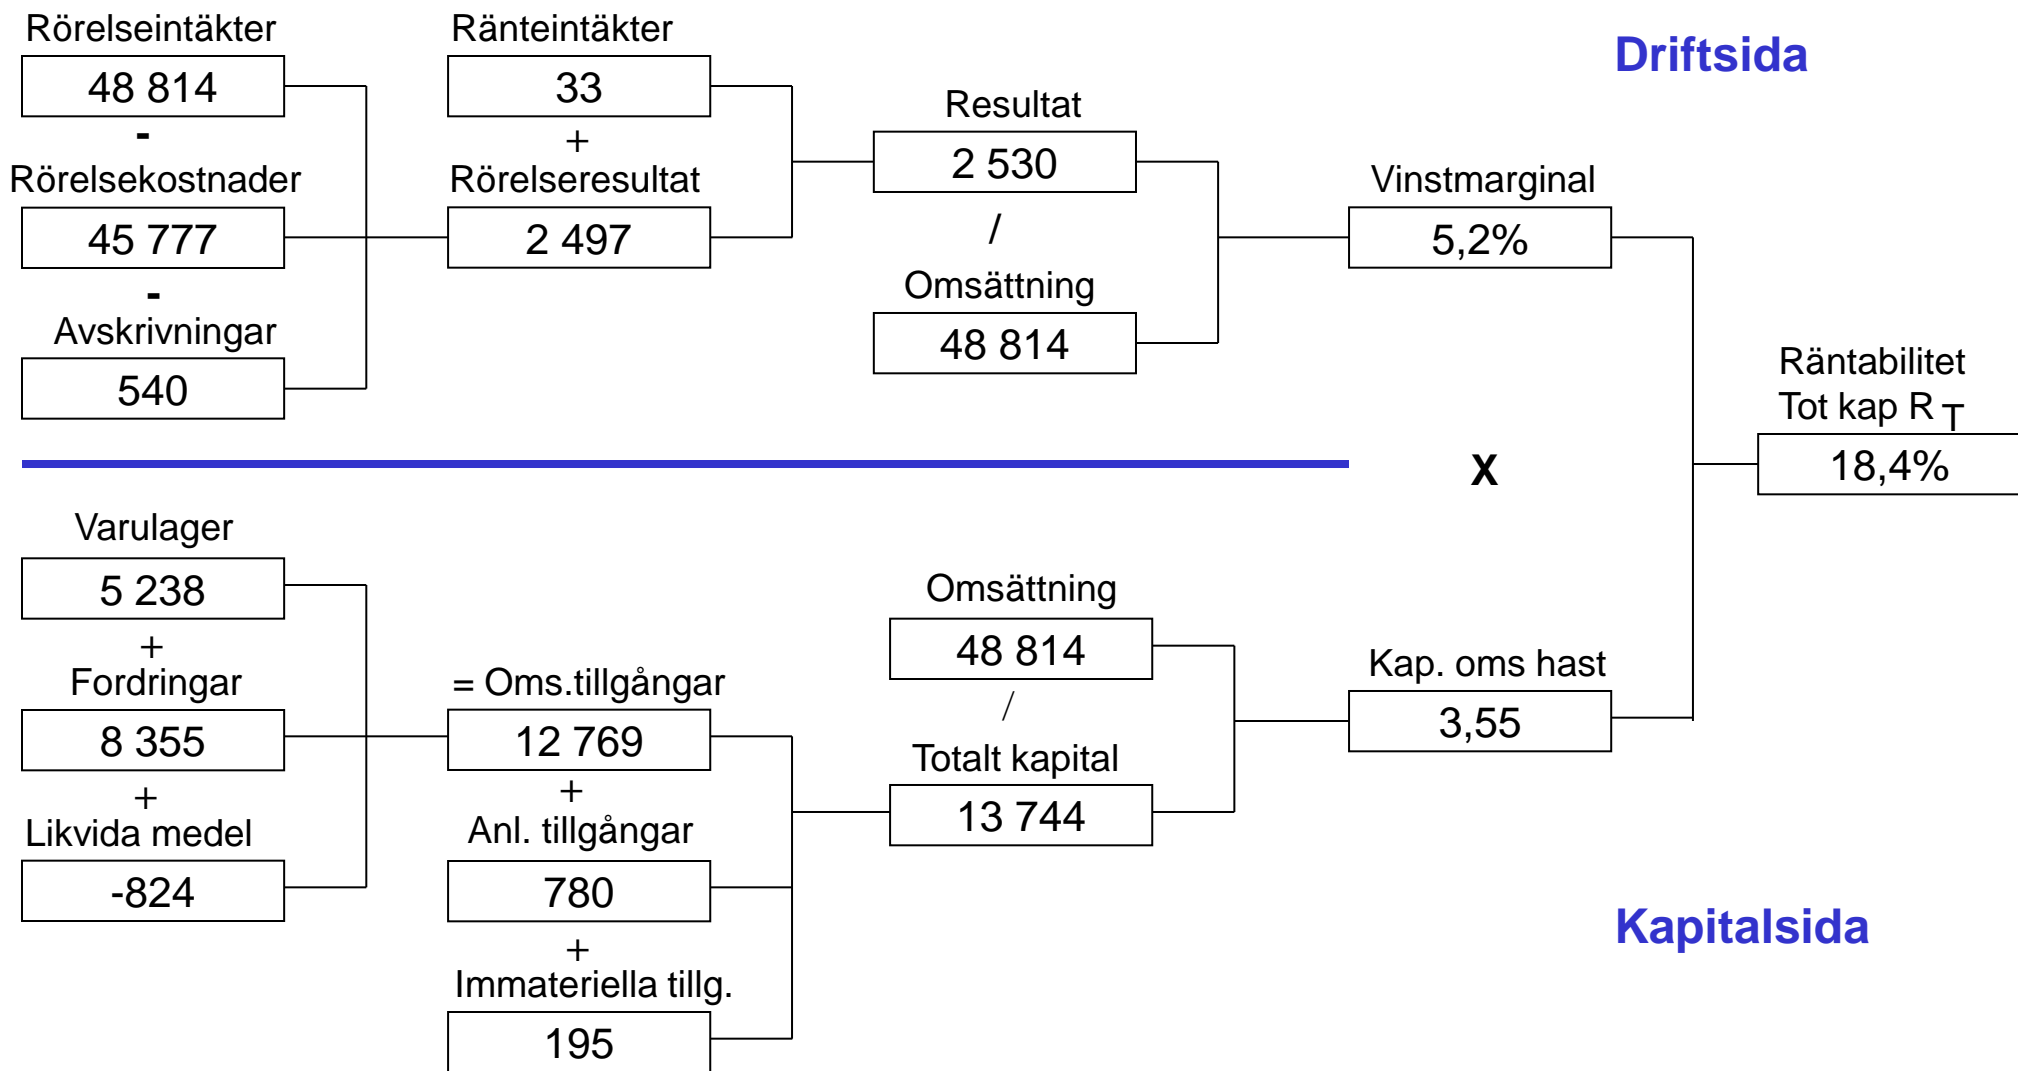 Rörelseintäkter
48 814
-
Rörelsekostnader
45 777
-
Avskrivningar
540
Ränteintäkter
33
+
Rörelseresultat
2 497
Resultat
2 530
/
Omsättning
48 814
Driftsida
Vinstmarginal
5,2%
X
Räntabilitet
Tot kap R T
18,4%
Varulager
5 238
+
Fordringar
8 355
+
Likvida medel
-824
= Oms.tillgångar
12 769
+
Anl. tillgångar
780
+
Immateriella tillg.
195
Omsättning
48 814
/
Totalt kapital
13 744
Kap. oms hast
3,55
Kapitalsida